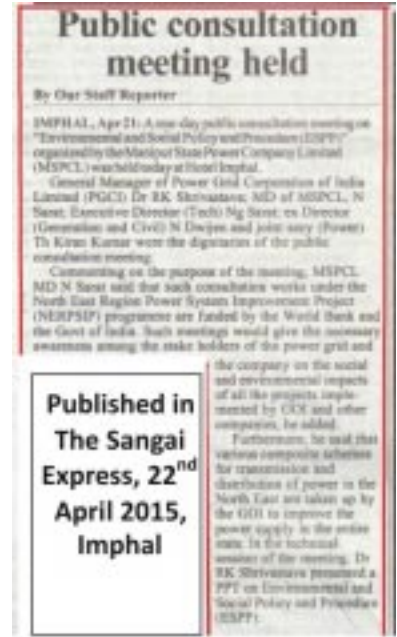 Public consultation
meeting held
By Our Staff Reporter
IMPHAL, Apr 21: A one day public consultation meeting on
"Environmental and Social Policy and Procedure (ESPP)"
organized by the Manipur State Power Company Limited
(MSPCL) was held today at Hotel Imphal.
General Manager of Power Grid Corporation of India
Limited (PGCI) Dr RK Shrivastava; MD of MSPCL, N
Sarat; Executive Director (Tech) Ng Sarat; ex Director
(Generation and Civil) N Dwijen and joint secy (Power)
Th Kiran Kumar were the dignitaries of the public
consultation meeting.
Commenting on the purpose of the meeting, MSPCL
MD N Sarat said that such consultation works under the
North East Region Power System Improvement Project
(NERPSIP) programme are funded by the World Bank and
the Govt of India. Such meetings would give the necessary
awareness among the stake holders of the power grid and
the company on the social
and environmental impacts
of all the projects imple-
mented by GOI and other
companies, he added.
Furthermore, he said that
various composite schemes
for transmission and
distribution of power in the
North East are taken up by
the GOI to improve the
power supply in the entire
state. In the technical
session of the meeting, Dr
RK Shrivastava presented a
PPT on Environmental and
Social Policy and Procedure
(ESPP).
Published in
The Sangai
Express, 22nd
April 2015,
Imphal